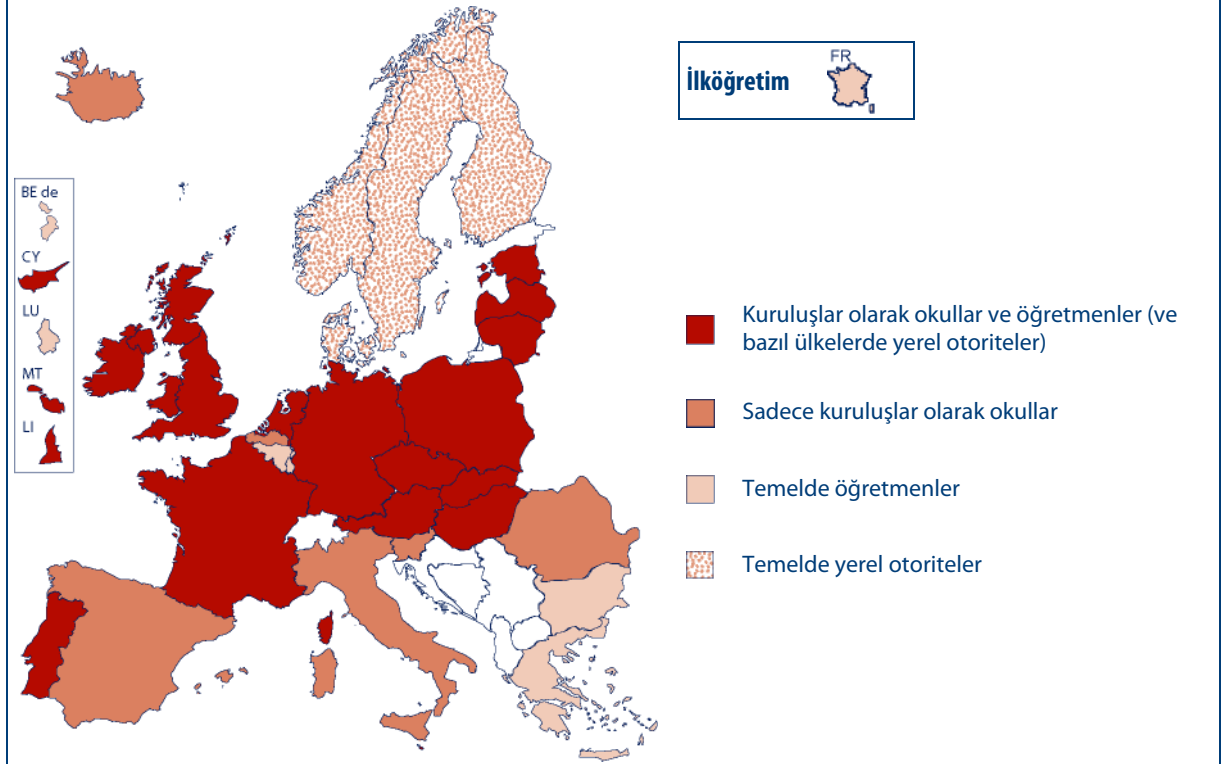 FR
İlköğretim
BE de
CY
LU
MT
LI
Kuruluşlar olarak okullar ve öğretmenler (ve
bazıl ülkelerde yerel otoriteler)
Sadece kuruluşlar olarak okullar
Temelde öğretmenler
Temelde yerel otoriteler